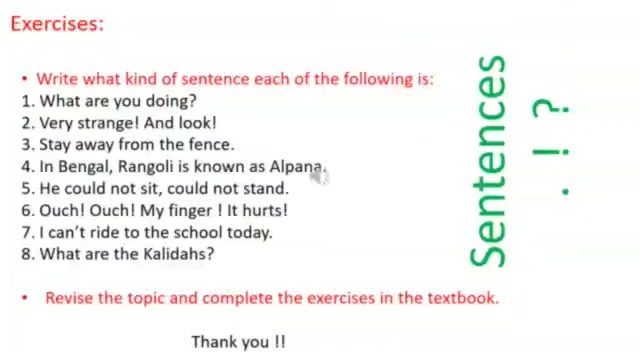 Exercises:
• Write what kind of sentence each of the following is:
1. What are you doing?
2. Very strange! And look!
3. Stay away from the fence.
4. In Bengal, Rangoli is known as Alpana.
5. He could not sit, could not stand.
6. Ouch! Ouch! My finger ! It hurts!
7. I can’t ride to the school today.
8. What are the Kalidahs?
• Revise the topic and complete the exercises in the textbook.
Thank you !!
Sentences
. ! ?